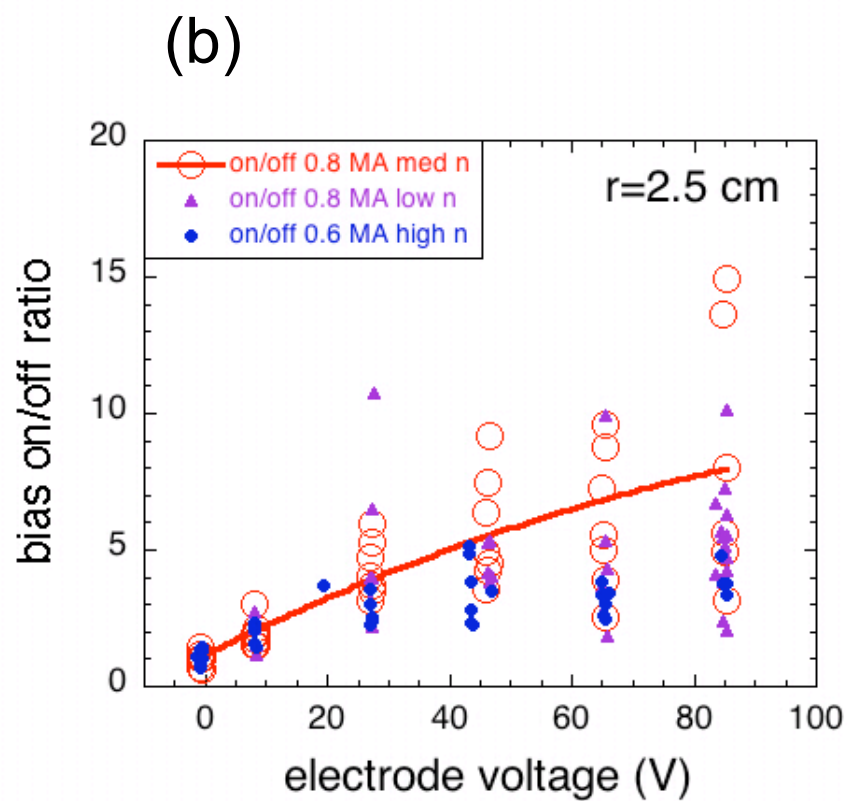 (b)
20
on/off 0.8 MA med n
on/off 0.8 MA low n
on/off 0.6 MA high n
r=2.5 cm
15
10
5
0
bias on/off ratio
0 20 40 60 80 100
electrode voltage (V)